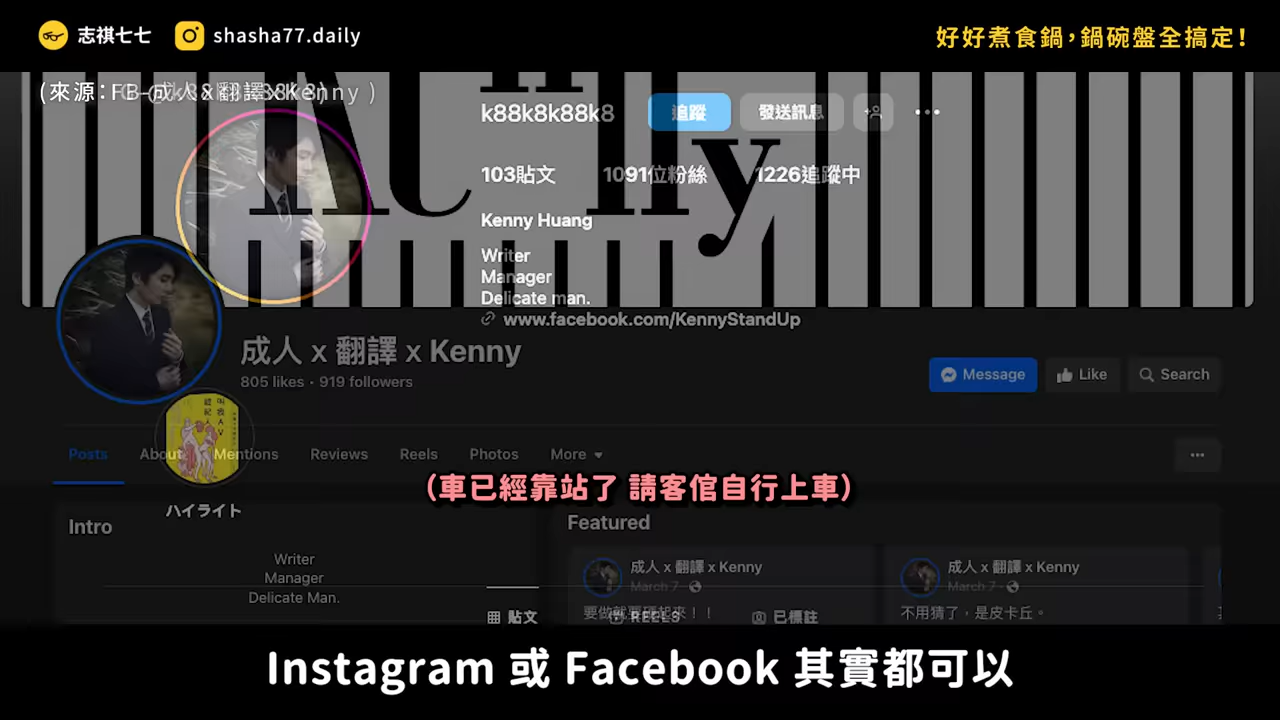 志祺七七
shasha77.daily
好好煮食鍋，鍋碗盤全搞定！
(來源：FB-成人 x 翻譯 x Kenny )
k88k8k88k8
追蹤
發送訊息
103貼文
1091位粉絲
1226追蹤中
Kenny Huang
Writer
Manager
Delicate man.
www.facebook.com/KennyStandUp
成人 x 翻譯 x Kenny
805 likes • 919 followers
Message
Like
Search
Posts
About
Mentions
Reviews
Reels
Photos
More
(車已經靠站了 請客倌自行上車)
ハイライト
Intro
Featured
Writer
Manager
Delicate Man.
成人 x 翻譯 x Kenny
March 7
成人 x 翻譯 x Kenny
March 7
不用猜了，是皮卡丘。
貼文
REELS
已標註
Instagram 或 Facebook 其實都可以